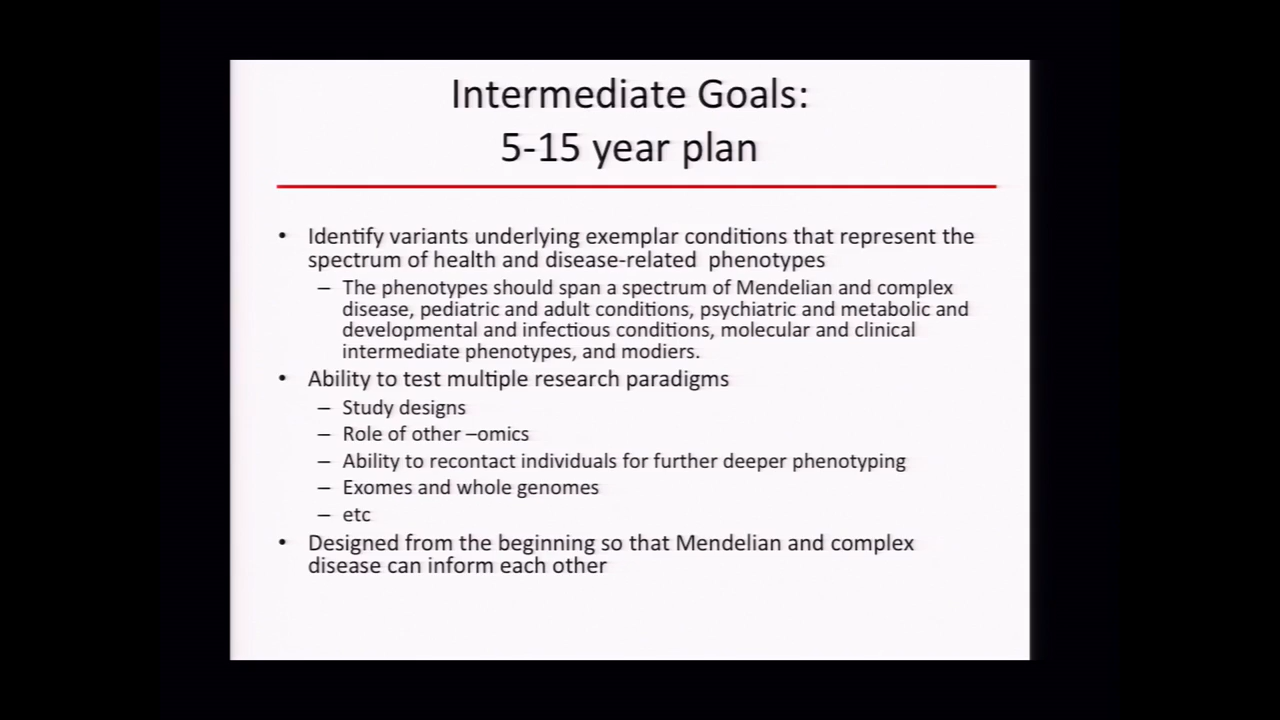 Intermediate Goals:
5-15 year plan
• Identify variants underlying exemplar conditions that represent the
spectrum of health and disease-related phenotypes
– The phenotypes should span a spectrum of Mendelian and complex
disease, pediatric and adult conditions, psychiatric and metabolic and
developmental and infectious conditions, molecular and clinical
intermediate phenotypes, and modiers.
• Ability to test multiple research paradigms
– Study designs
– Role of other –omics
– Ability to recontact individuals for further deeper phenotyping
– Exomes and whole genomes
– etc
• Designed from the beginning so that Mendelian and complex
disease can inform each other